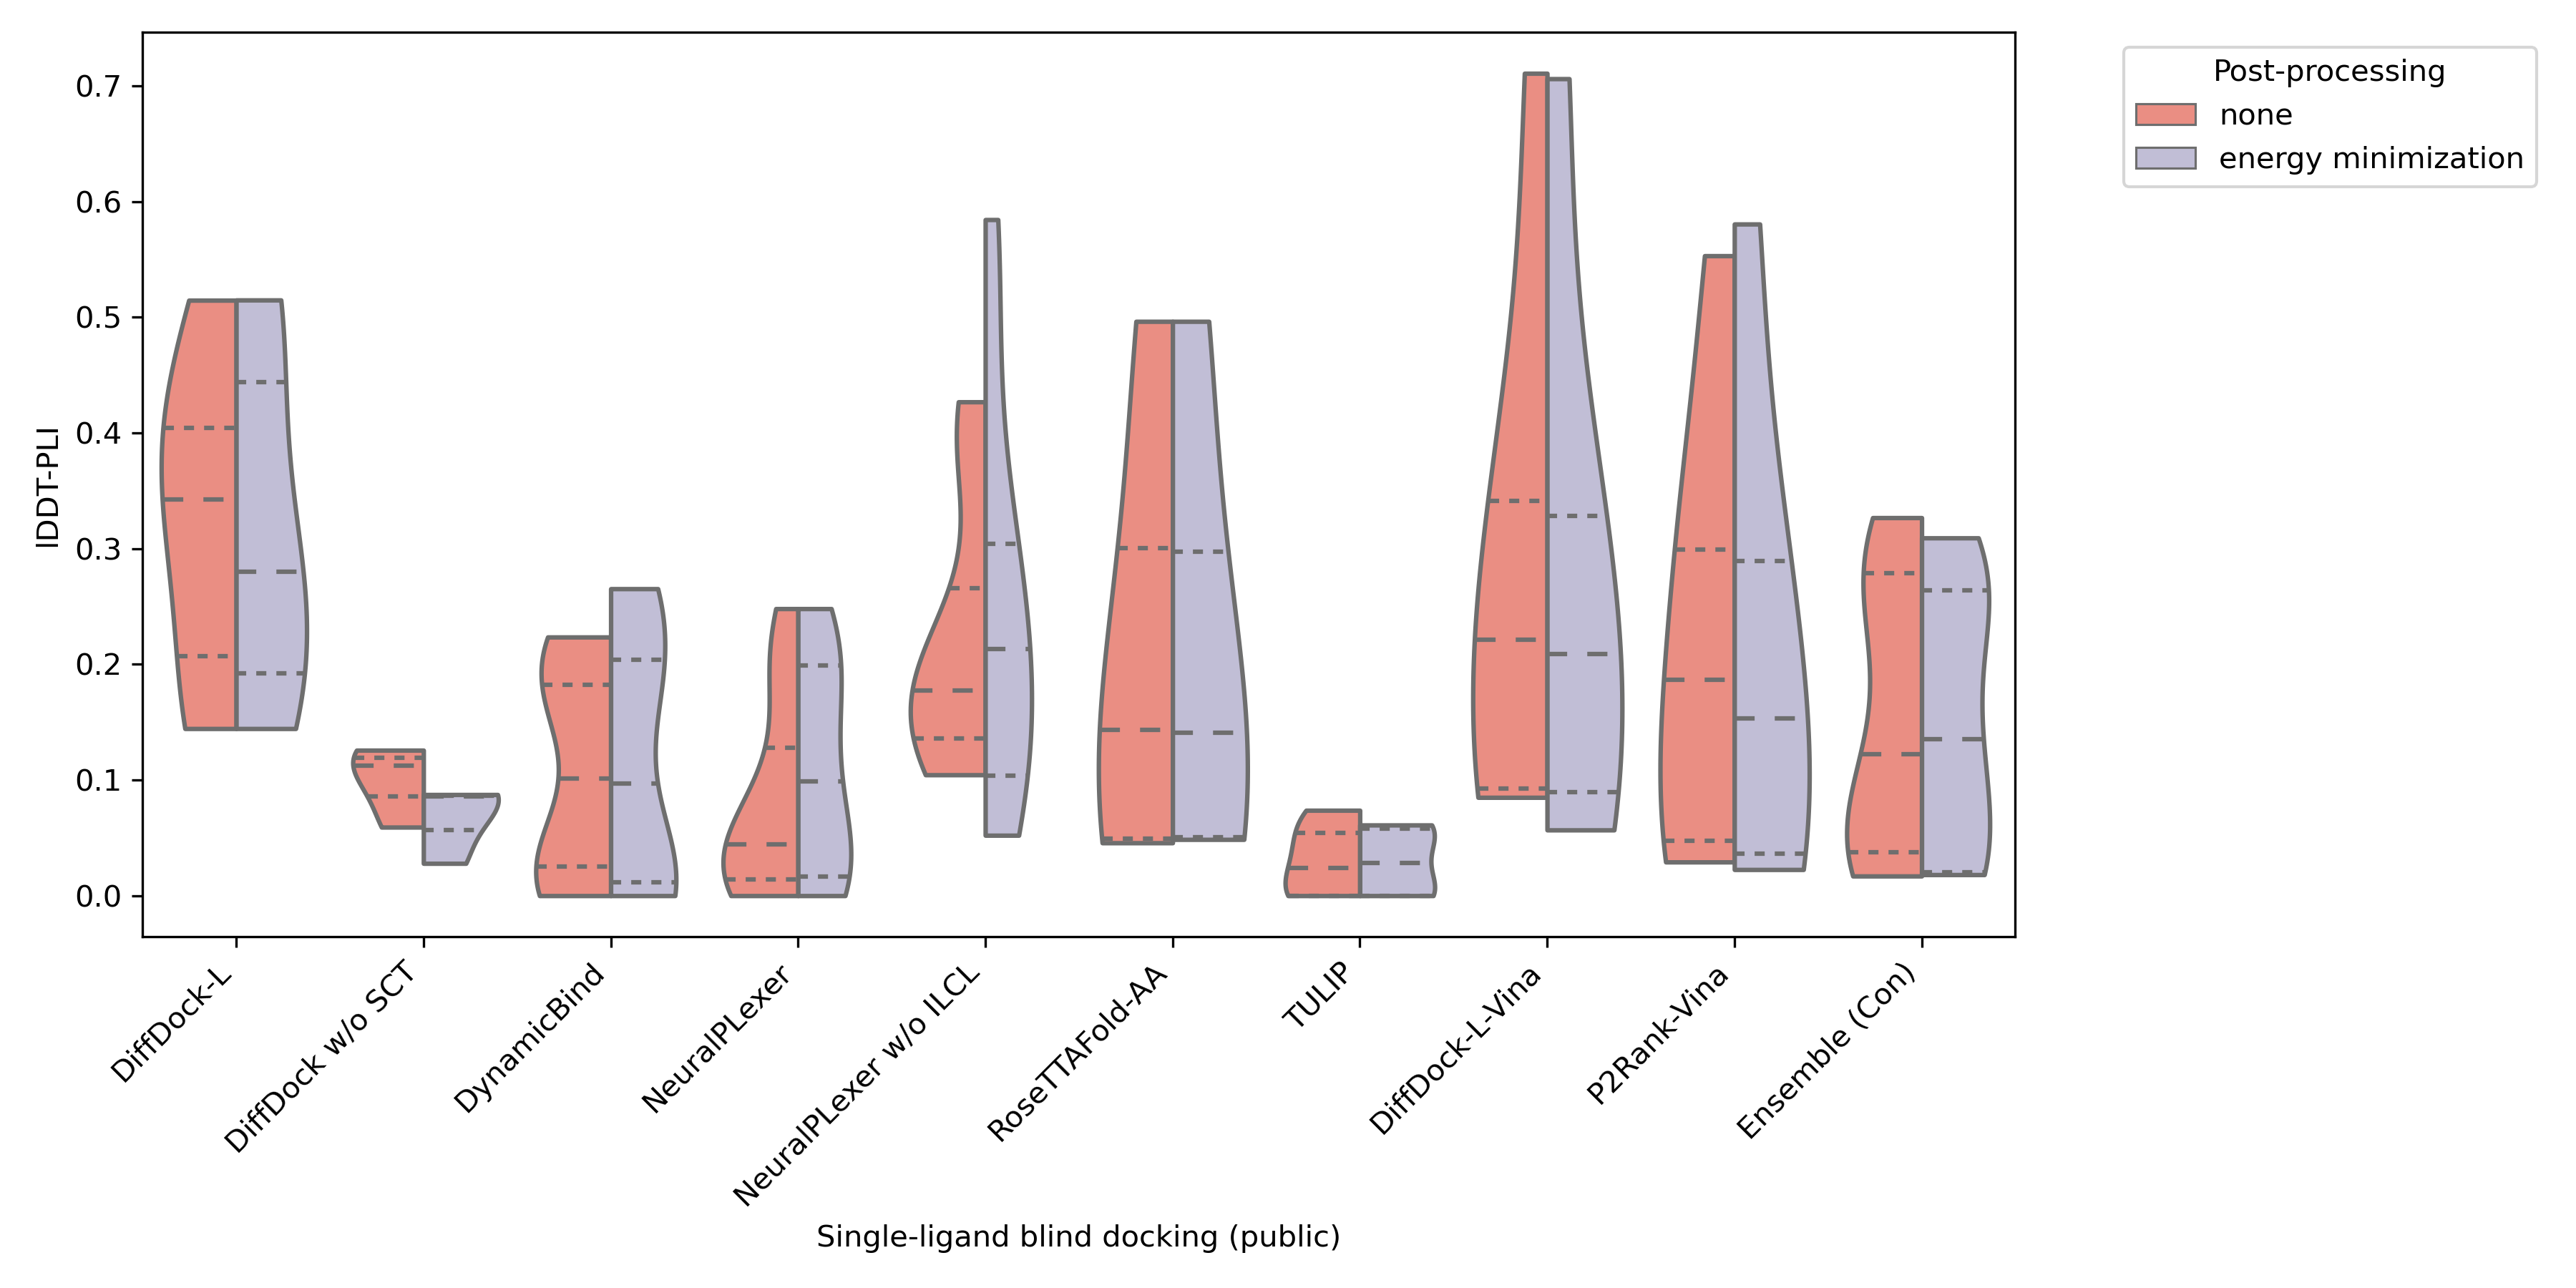 Post-processing
none
energy minimization
lDDT-PLI
0.7
0.6
0.5
0.4
0.3
0.2
0.1
0.0
DiffDock-L
DiffDock w/o SCT
DynamicBind
NeuralPLexer
NeuralPLexer w/o ILCL
RoseTTAFold-AA
TULIP
DiffDock-L-Vina
P2Rank-Vina
Ensemble (Con)
Single-ligand blind docking (public)